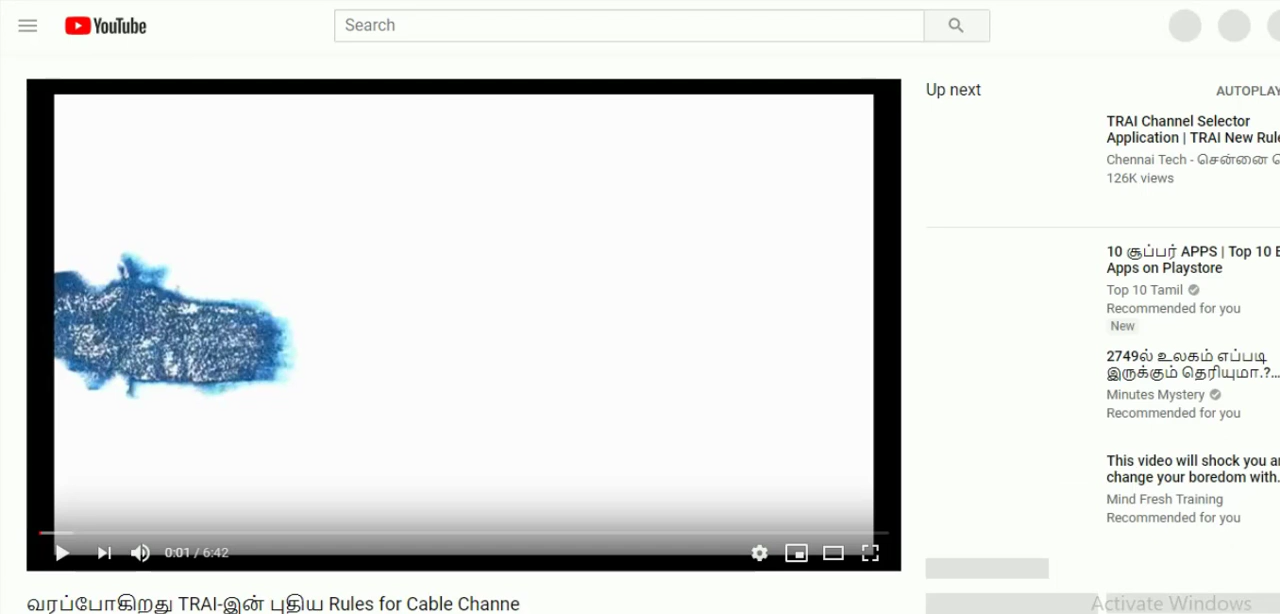 YouTube
Search
Up next
AUTOPLAY
TRAI Channel Selector
Application | TRAI New Rule
Chennai Tech - சென்னை
126K views
10 சூப்பர் APPS | Top 10
Apps on Playstore
Top 10 Tamil
Recommended for you
New
2749ல் உலகம் எப்படி
இருக்கும் தெரியுமா.?...
Minutes Mystery
Recommended for you
This video will shock you
change your boredom with.
Mind Fresh Training
Recommended for you
0:01 / 6:42
வரப்போகிறது TRAI-இன் புதிய Rules for Cable Channe
Activate Windows